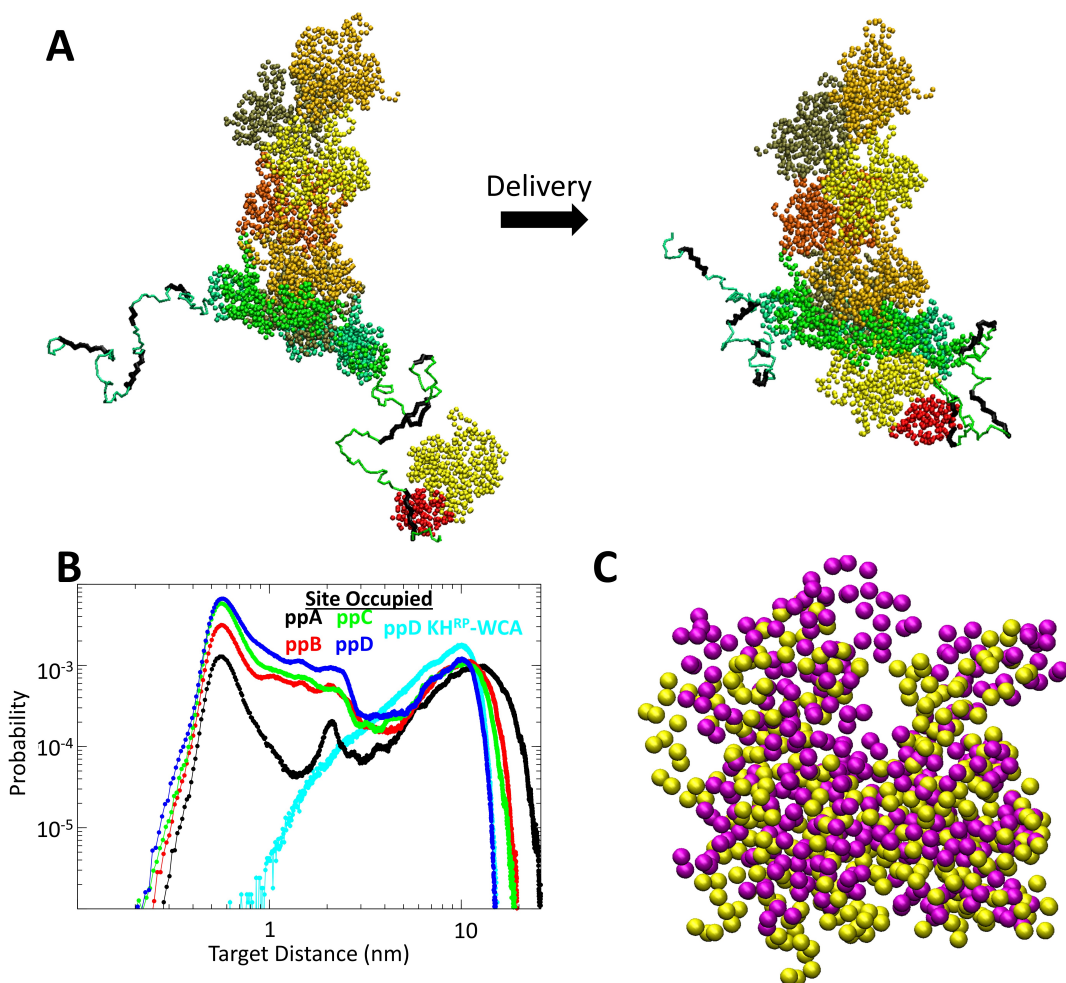 A
Delivery
B
C
Site Occupied
ppA ppC
ppB ppD
ppD KHᴿᴾ-WCA
10⁻³
10⁻⁴
10⁻⁵
Probability
1 10
Target Distance (nm)